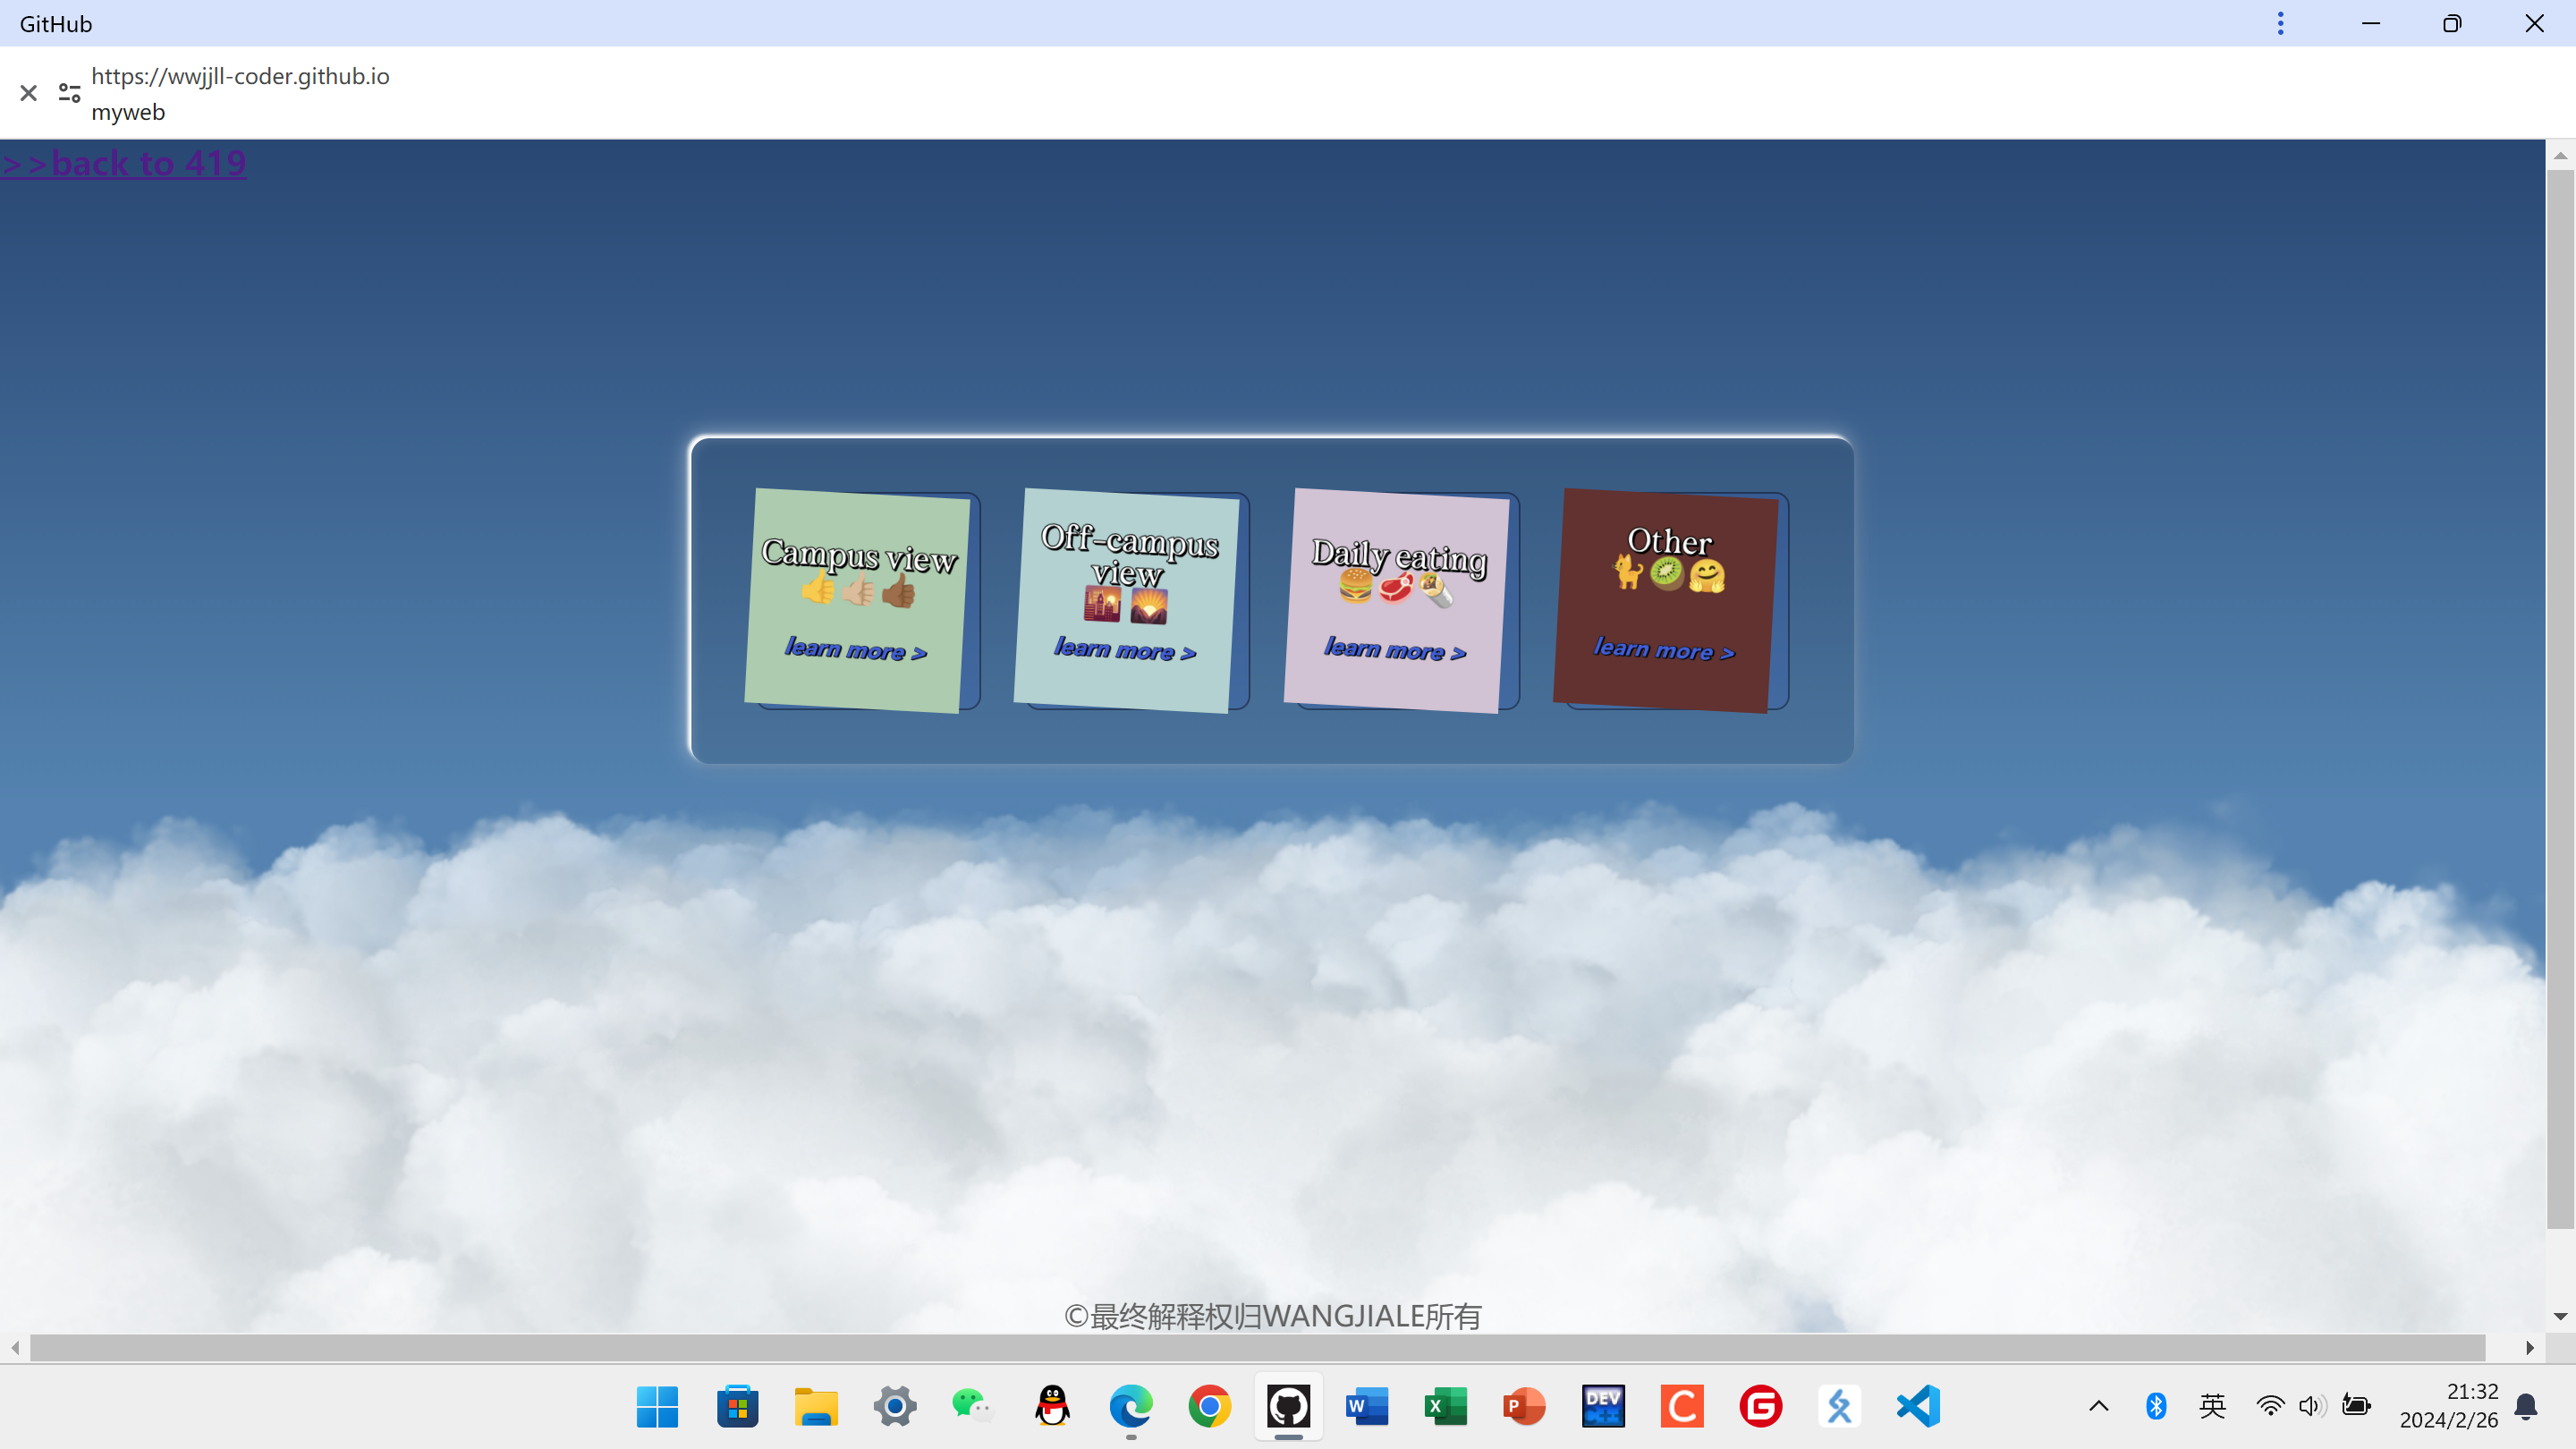 GitHub
https://wwjjll-coder.github.io
myweb
>>back to 419
Campus view
learn more >
Off-campus
view
learn more >
Daily eating
learn more >
Other
learn more >
©最终解释权归WANGJIALE所有
W
X
P
DEV
C++
C
G
英
21:32
2024/2/26